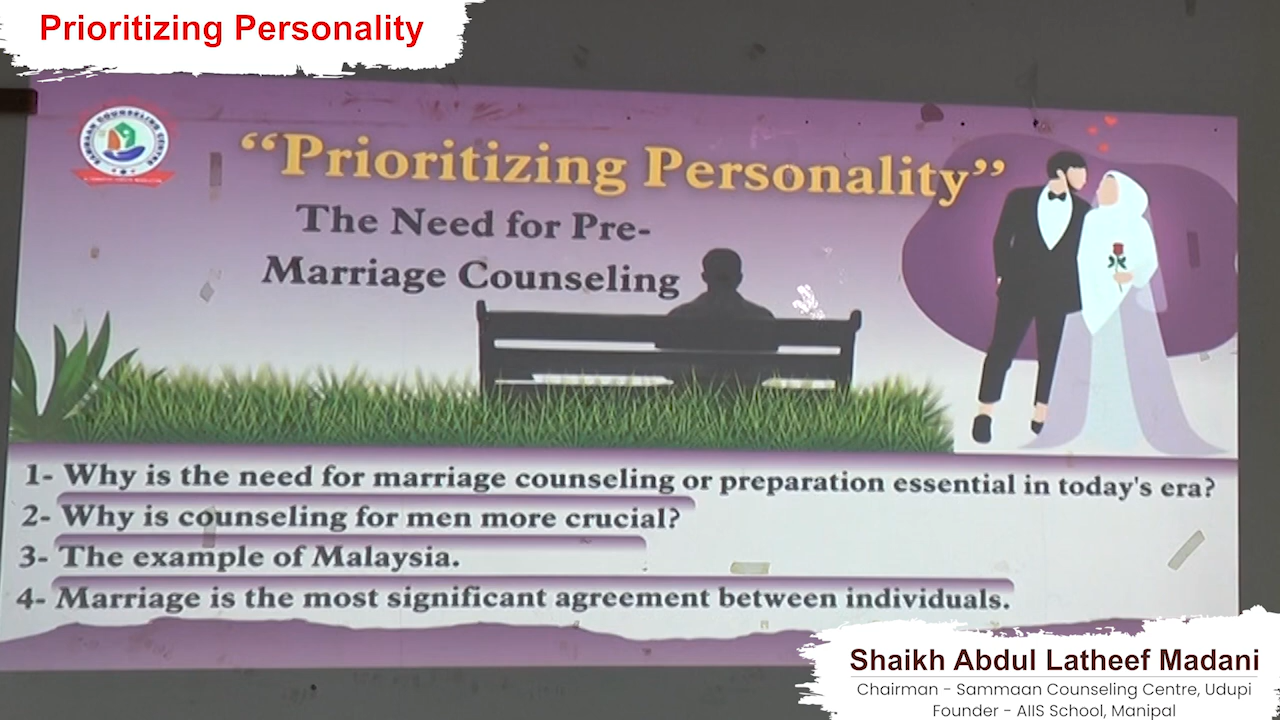 Prioritizing Personality
SAMMAAN COUNSELING CENTRE
“Prioritizing Personality”
The Need for Pre-
Marriage Counseling
1- Why is the need for marriage counseling or preparation essential in today's era?
2- Why is counseling for men more crucial?
3- The example of Malaysia.
4- Marriage is the most significant agreement between individuals.
Shaikh Abdul Latheef Madani
Chairman - Sammaan Counseling Centre, Udupi
Founder - AIIS School, Manipal